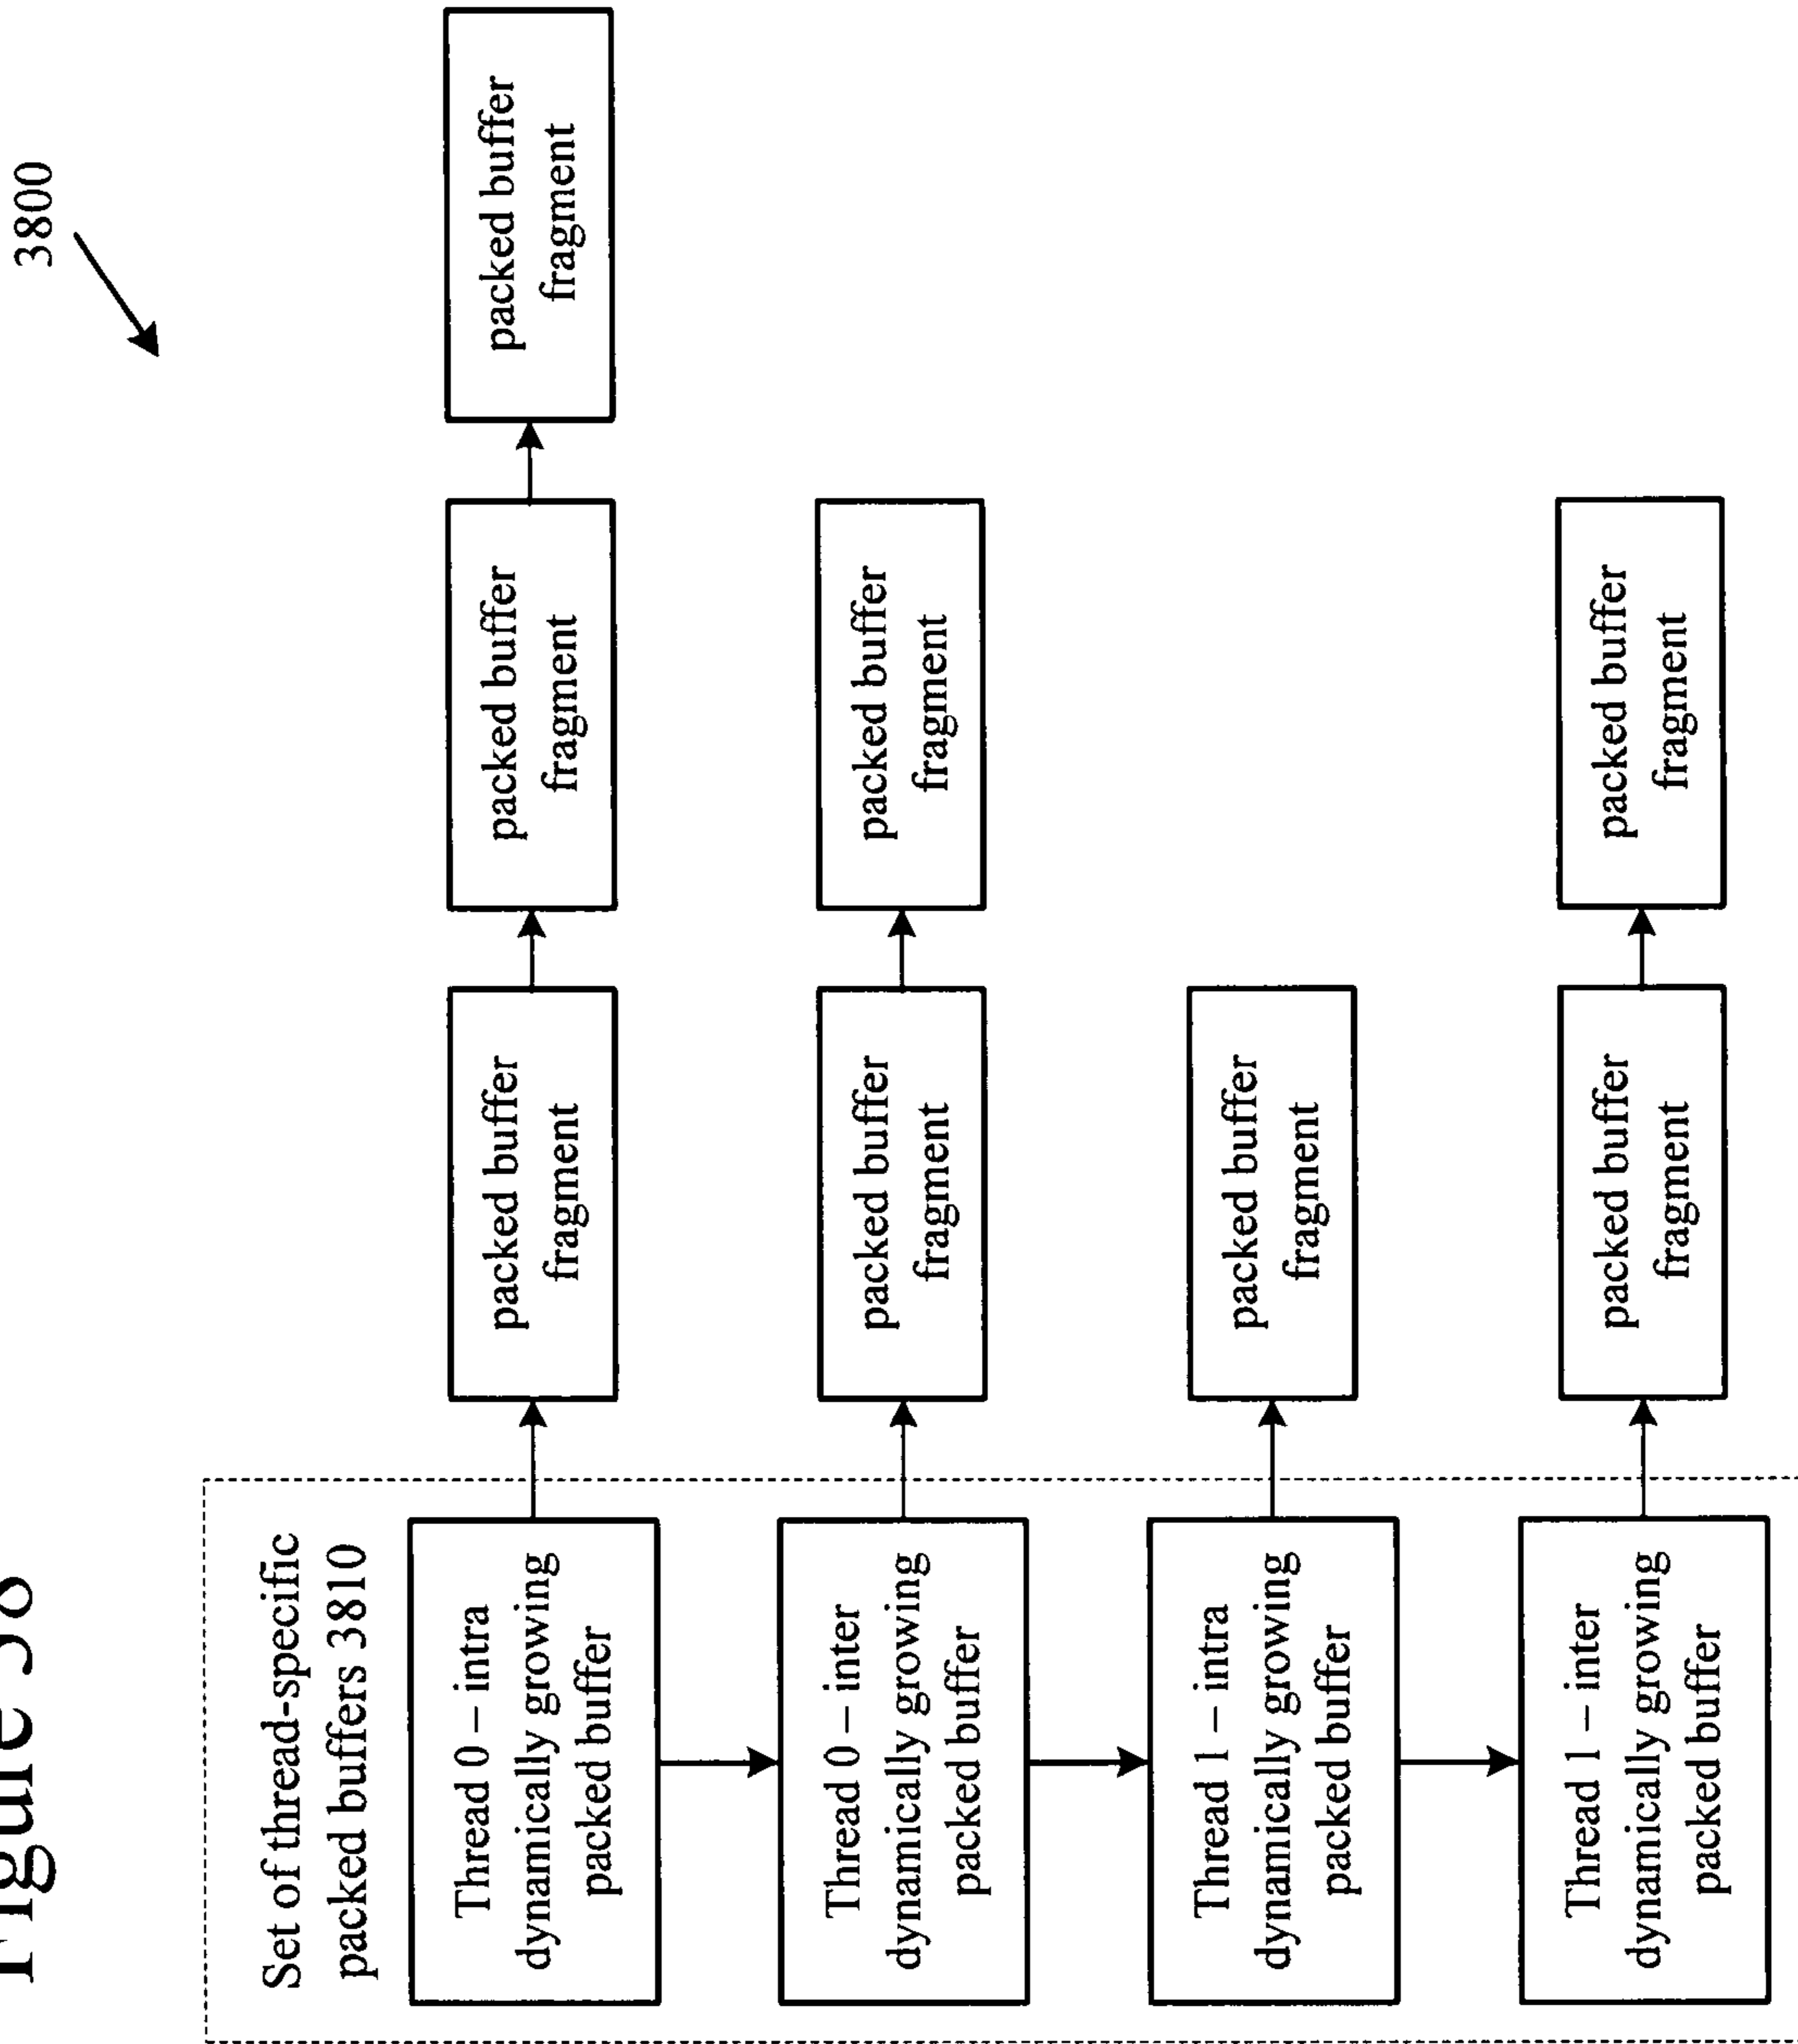 Figure 38
3800
Set of thread-specific
packed buffers 3810
Thread 0 – intra
dynamically growing
packed buffer
packed buffer
fragment
packed buffer
fragment
packed buffer
fragment
Thread 0 – inter
dynamically growing
packed buffer
packed buffer
fragment
packed buffer
fragment
Thread 1 – intra
dynamically growing
packed buffer
packed buffer
fragment
Thread 1 – inter
dynamically growing
packed buffer
packed buffer
fragment
packed buffer
fragment